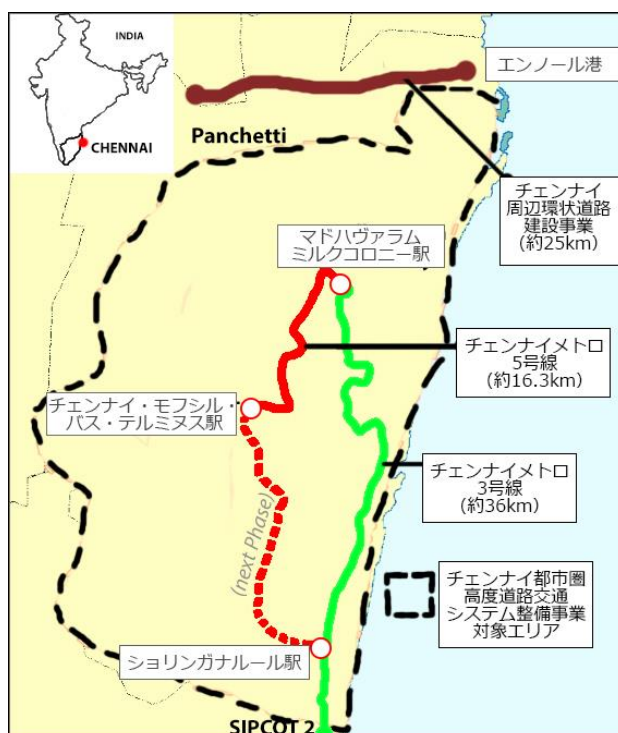 INDIA
CHENNAI
エンノール港
Panchetti
チェンナイ
周辺環状道路
建設事業
(約25km)
マドハヴァラム
ミルクコロニー駅
チェンナイメトロ
5号線
(約16.3km)
チェンナイ・モフシル・
バス・テルミヌス駅
チェンナイメトロ
3号線
(約36km)
(next Phase)
チェンナイ都市圏
高度道路交通
システム整備事業
対象エリア
ショリンガナルール駅
SIPCOT 2